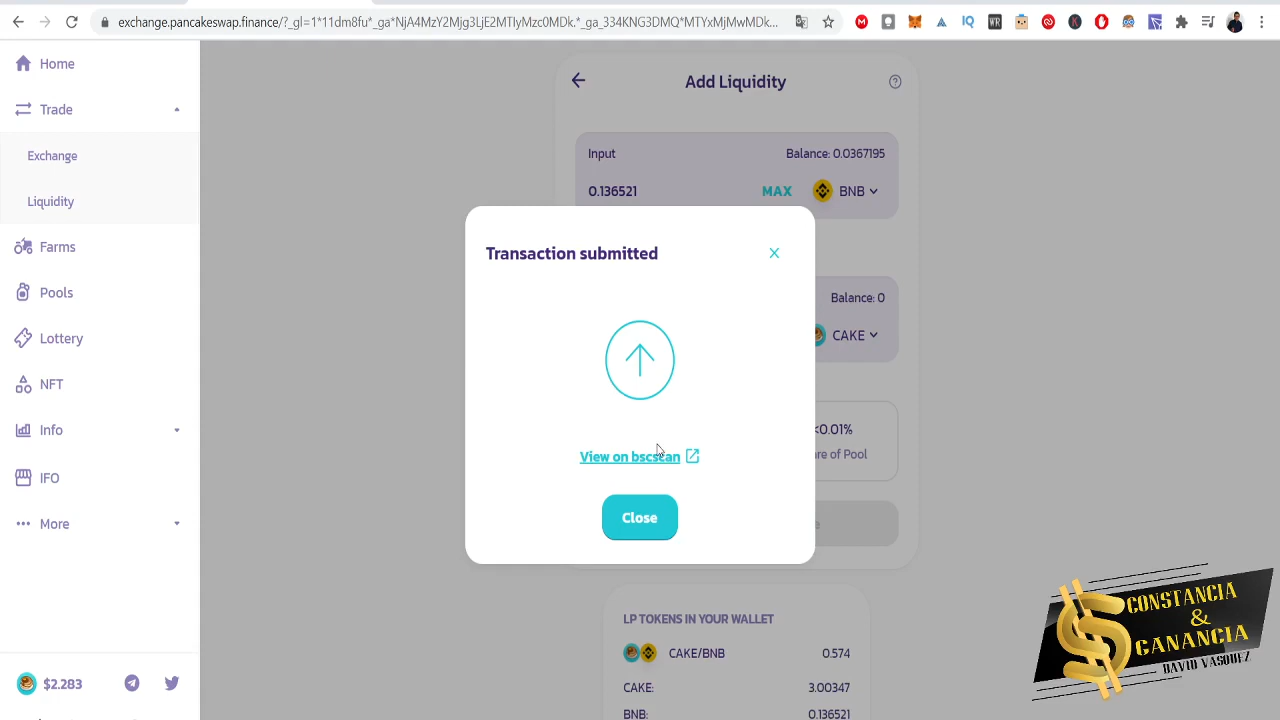 exchange.pancakeswap.finance/?_gl=1*11dm8fu*_ga*NjA4MzY2Mjg3LjE2MTIyMzc0MDk.*_ga_334KNG3DMQ*MTYxMjMwMDk...
Home
Trade
Exchange
Liquidity
Farms
Pools
Lottery
NFT
Info
IFO
More
$2.283
Add Liquidity
Input
Balance: 0.0367195
0.136521
MAX
BNB
Balance: 0
CAKE
<0.01%
re of Pool
Transaction submitted
View on bscscan
Close
LP TOKENS IN YOUR WALLET
CAKE/BNB
0.574
CAKE:
3.00347
BNB:
0.136521
CONSTANCIA
&
GANANCIA
DAVID VASQUEZ